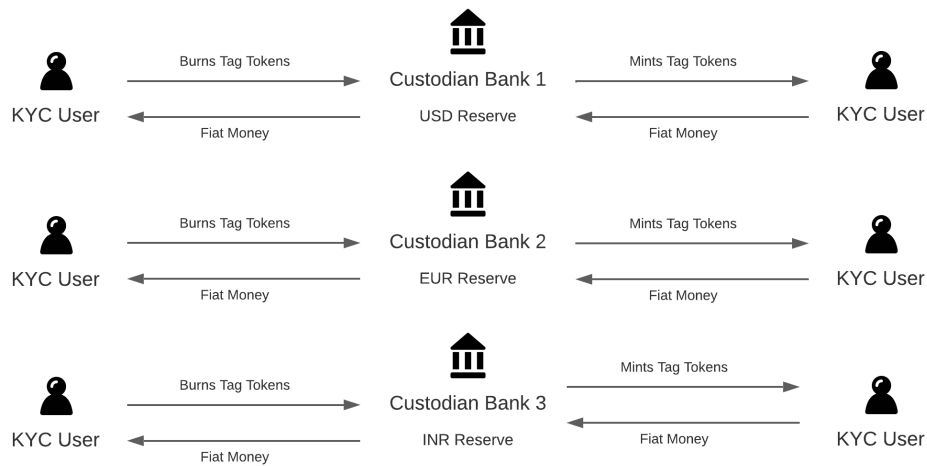 Burns Tag Tokens
Mints Tag Tokens
KYC User
Custodian Bank 1
KYC User
USD Reserve
Fiat Money
Fiat Money
Burns Tag Tokens
Mints Tag Tokens
KYC User
Custodian Bank 2
KYC User
EUR Reserve
Fiat Money
Fiat Money
Burns Tag Tokens
Mints Tag Tokens
KYC User
Custodian Bank 3
KYC User
INR Reserve
Fiat Money
Fiat Money